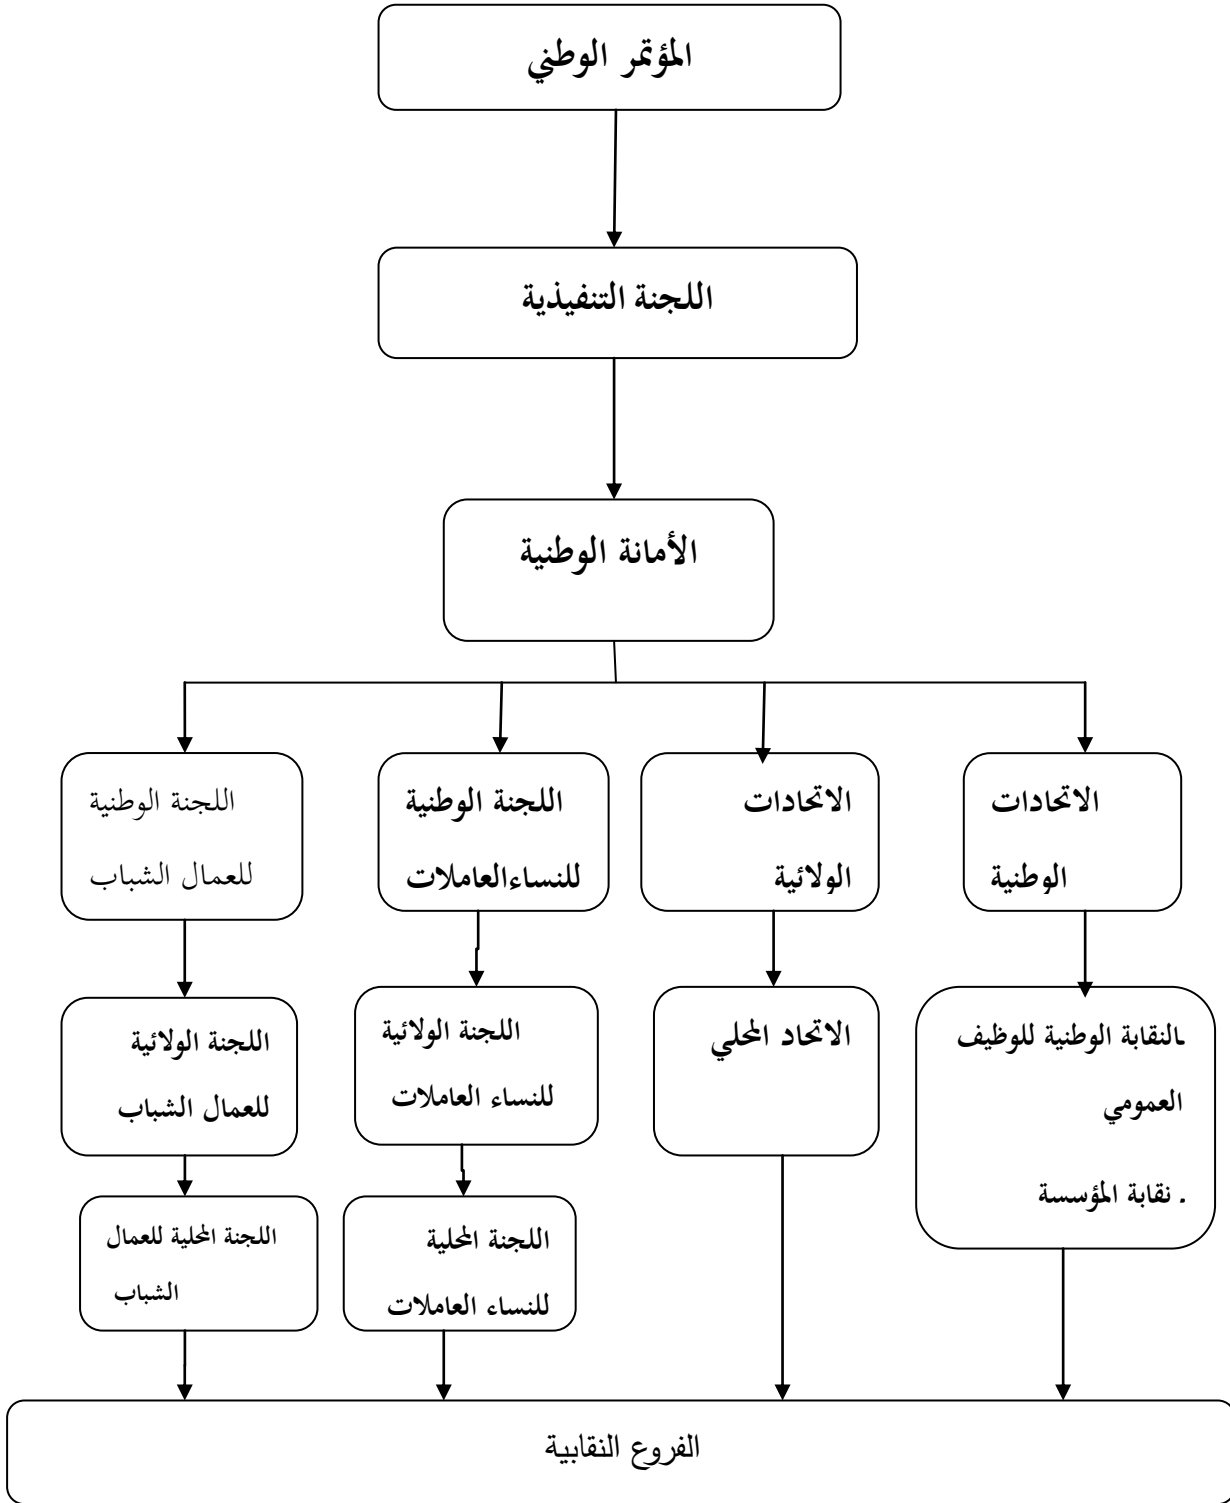 المؤتمر الوطني
اللجنة التنفيذية
الأمانة الوطنية
الاتحادات
الوطنية
الاتحادات
الولائية
اللجنة الوطنية
للنساءالعاملات
اللجنة الوطنية
للعمال الشباب
ـالنقابة الوطنية للوظيف
العمومي
. نقابة المؤسسة
الاتحاد المحلي
اللجنة الولائية
للنساء العاملات
اللجنة الولائية
للعمال الشباب
اللجنة المحلية
للنساء العاملات
اللجنة المحلية للعمال
الشباب
الفروع النقابية